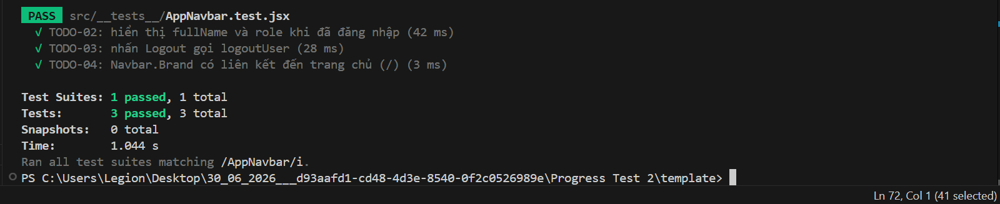 PASS src/__tests__/AppNavbar.test.jsx
√ TODO-02: hiển thị fullName và role khi đã đăng nhập (42 ms)
√ TODO-03: nhấn Logout gọi logoutUser (28 ms)
√ TODO-04: Navbar.Brand có liên kết đến trang chủ (/) (3 ms)
Test Suites: 1 passed, 1 total
Tests: 3 passed, 3 total
Snapshots: 0 total
Time: 1.044 s
Ran all test suites matching /AppNavbar/i.
PS C:\Users\Legion\Desktop\30_06_2026___d93aafd1-cd48-4d3e-8540-0f2c0526989e\Progress Test 2\template>
Ln 72, Col 1 (41 selected)